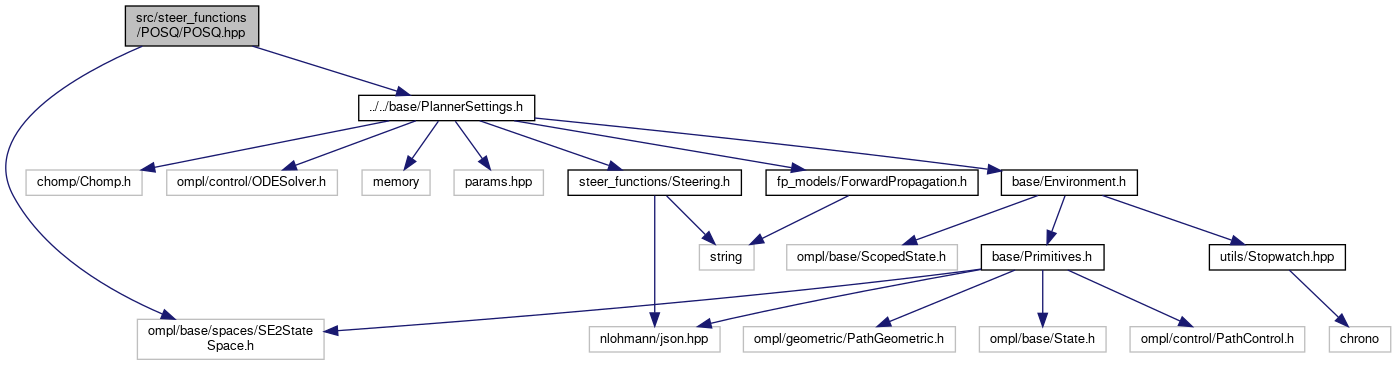 src/steer_functions
/POSQ/POSQ.hpp
../../base/PlannerSettings.h
chomp/Chomp.h
ompl/control/ODESolver.h
memory
params.hpp
steer_functions/Steering.h
fp_models/ForwardPropagation.h
base/Environment.h
string
ompl/base/ScopedState.h
base/Primitives.h
utils/Stopwatch.hpp
ompl/base/spaces/SE2State
Space.h
nlohmann/json.hpp
ompl/geometric/PathGeometric.h
ompl/base/State.h
ompl/control/PathControl.h
chrono